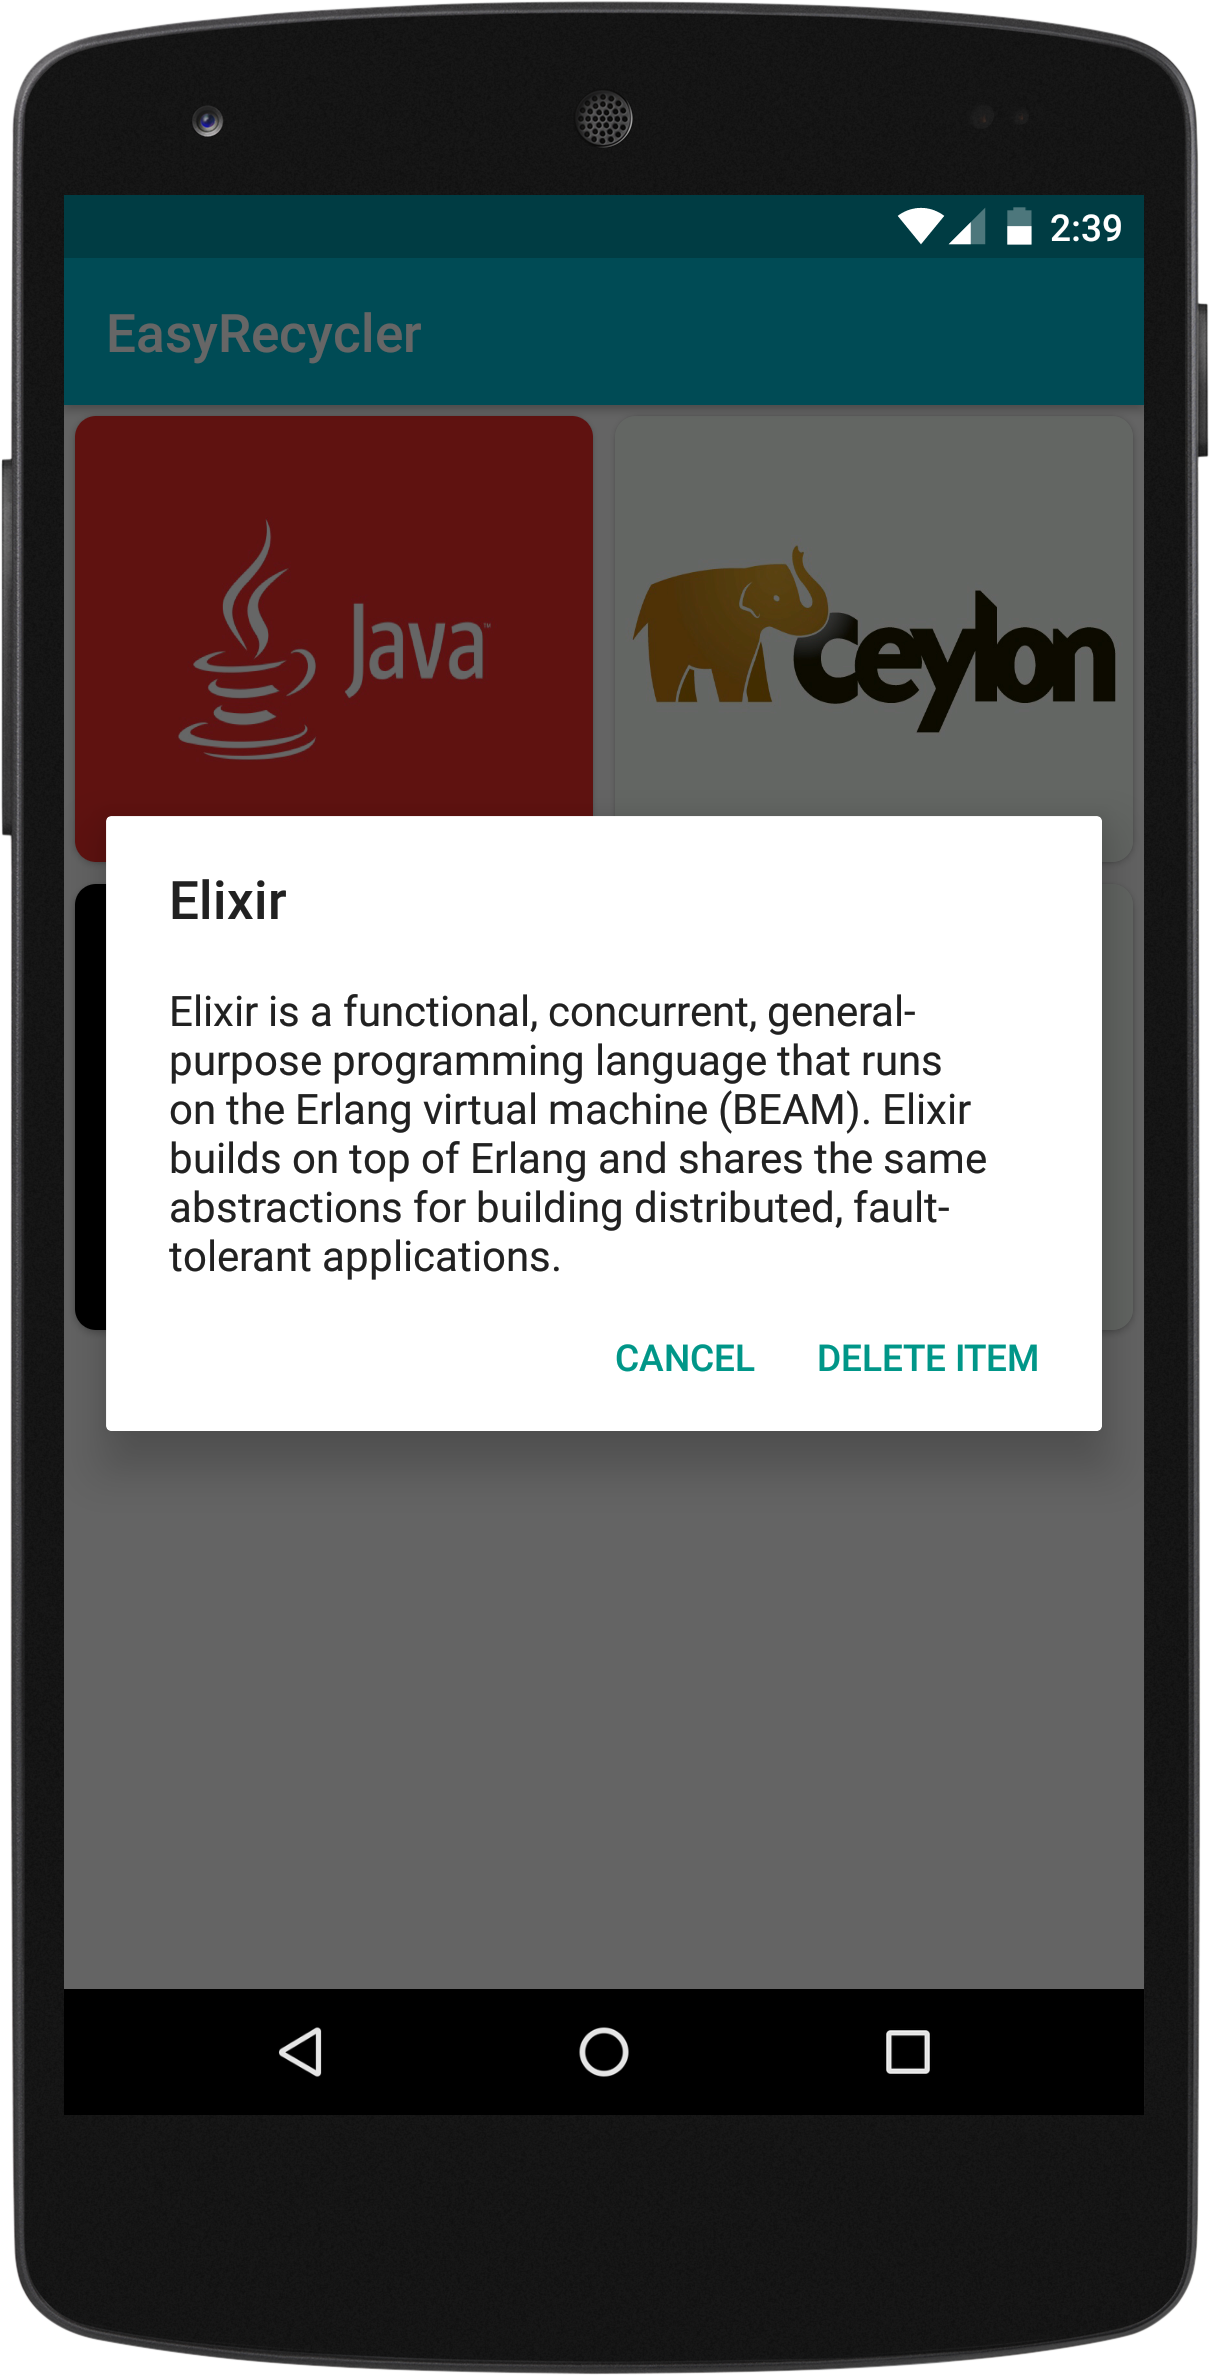 2:39
EasyRecycler
Java™
ceylon
Elixir
Elixir is a functional, concurrent, general-
purpose programming language that runs
on the Erlang virtual machine (BEAM). Elixir
builds on top of Erlang and shares the same
abstractions for building distributed, fault-
tolerant applications.
CANCEL DELETE ITEM